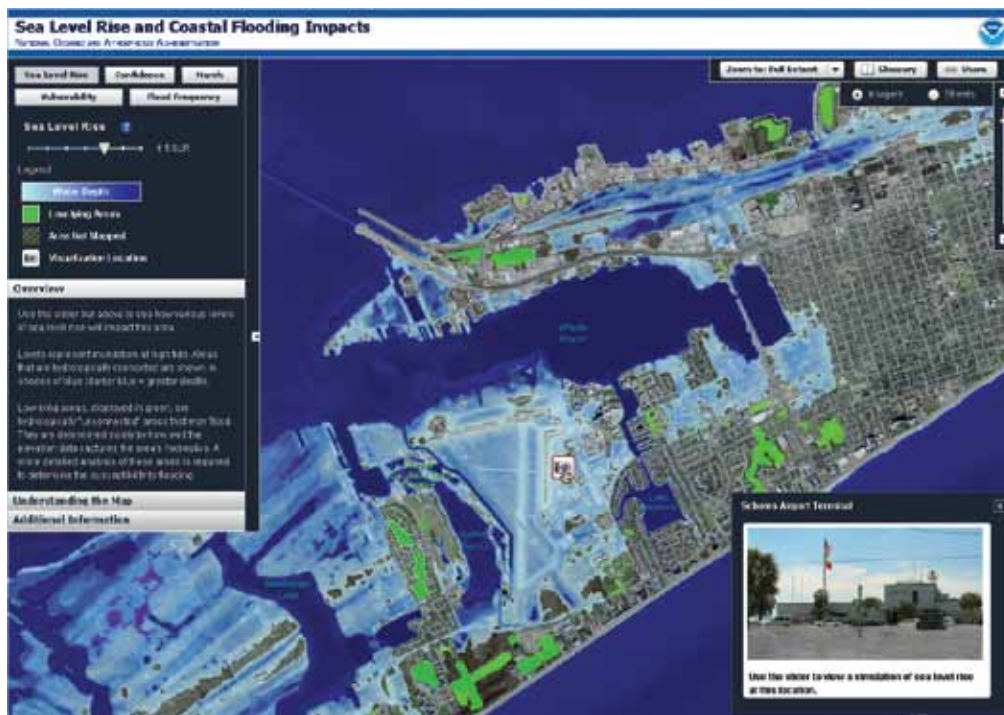 Sea Level Rise and Coastal Flooding Impacts
National Oceanic and Atmospheric Administration
Sea Level Rise
Confidence
Marsh
Vulnerability
Flood Frequency
Zoom to: Full Extent
Glossary
Share
Imagery
Streets
Sea Level Rise
Legend
Water Depth
Low-lying Areas
Area Not Mapped
Visualization Location
Overview
Use the slider bar above to see how various levels
of sea level rise will impact this area.
Levels represent inundation at high tide. Areas
that are hydrologically connected are shown in
shades of blue (darker blue = greater depth).
Low-lying areas, displayed in green, are
hydrologically "unconnected" areas that may flood.
They are determined solely by how well the
elevation data captures the area's hydraulics. A
more detailed analysis of these areas is required
to determine the susceptibility to flooding.
Understanding the Map
Additional Information
Scholes Airport Terminal
Use the slider to view a simulation of sea level rise
at this location.